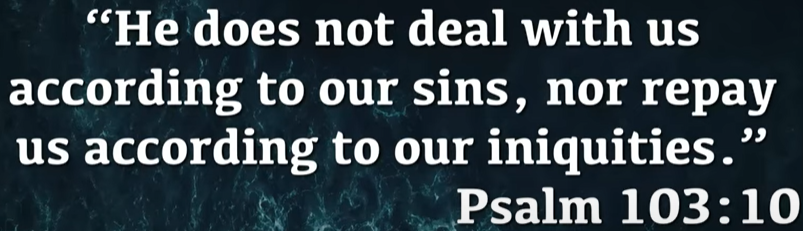 “He does not deal with us
according to our sins, nor repay
us according to our iniquities.”
Psalm 103:10